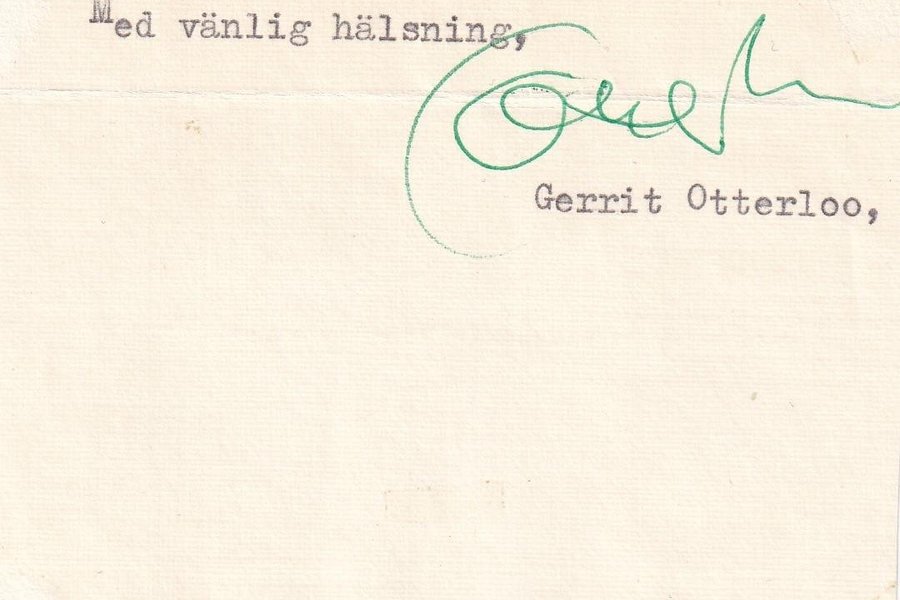 Med vänlig hälsning,
Gerrit Otterloo,